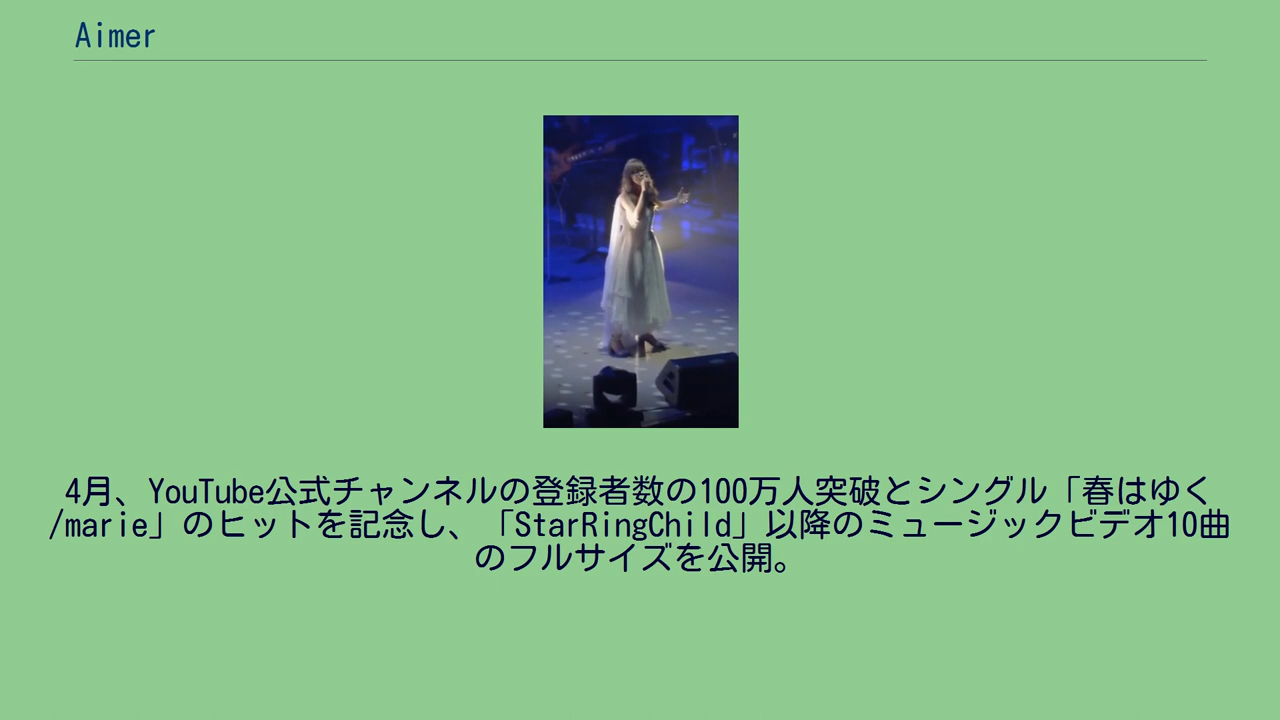 Aimer
4月、YouTube公式チャンネルの登録者数の100万人突破とシングル「春はゆく
/marie」のヒットを記念し、「StarRingChild」以降のミュージックビデオ10曲
のフルサイズを公開。